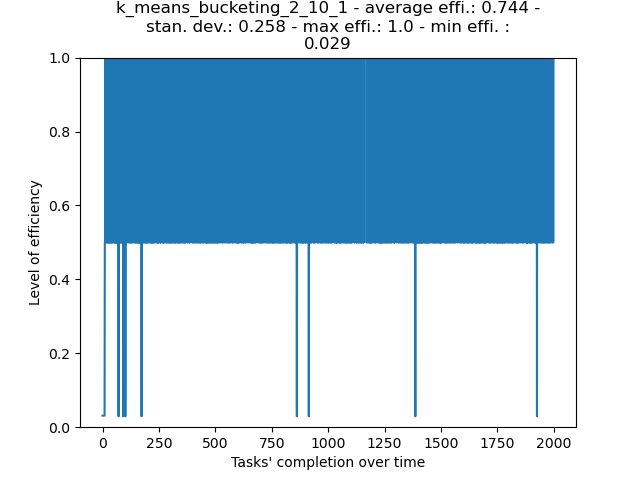 k_means_bucketing_2_10_1 - average effi.: 0.744 -
stan. dev.: 0.258 - max effi.: 1.0 - min effi. :
0.029
1.0
0.8
0.6
0.4
0.2
0.0
Level of efficiency
0 250 500 750 1000 1250 1500 1750 2000
Tasks' completion over time